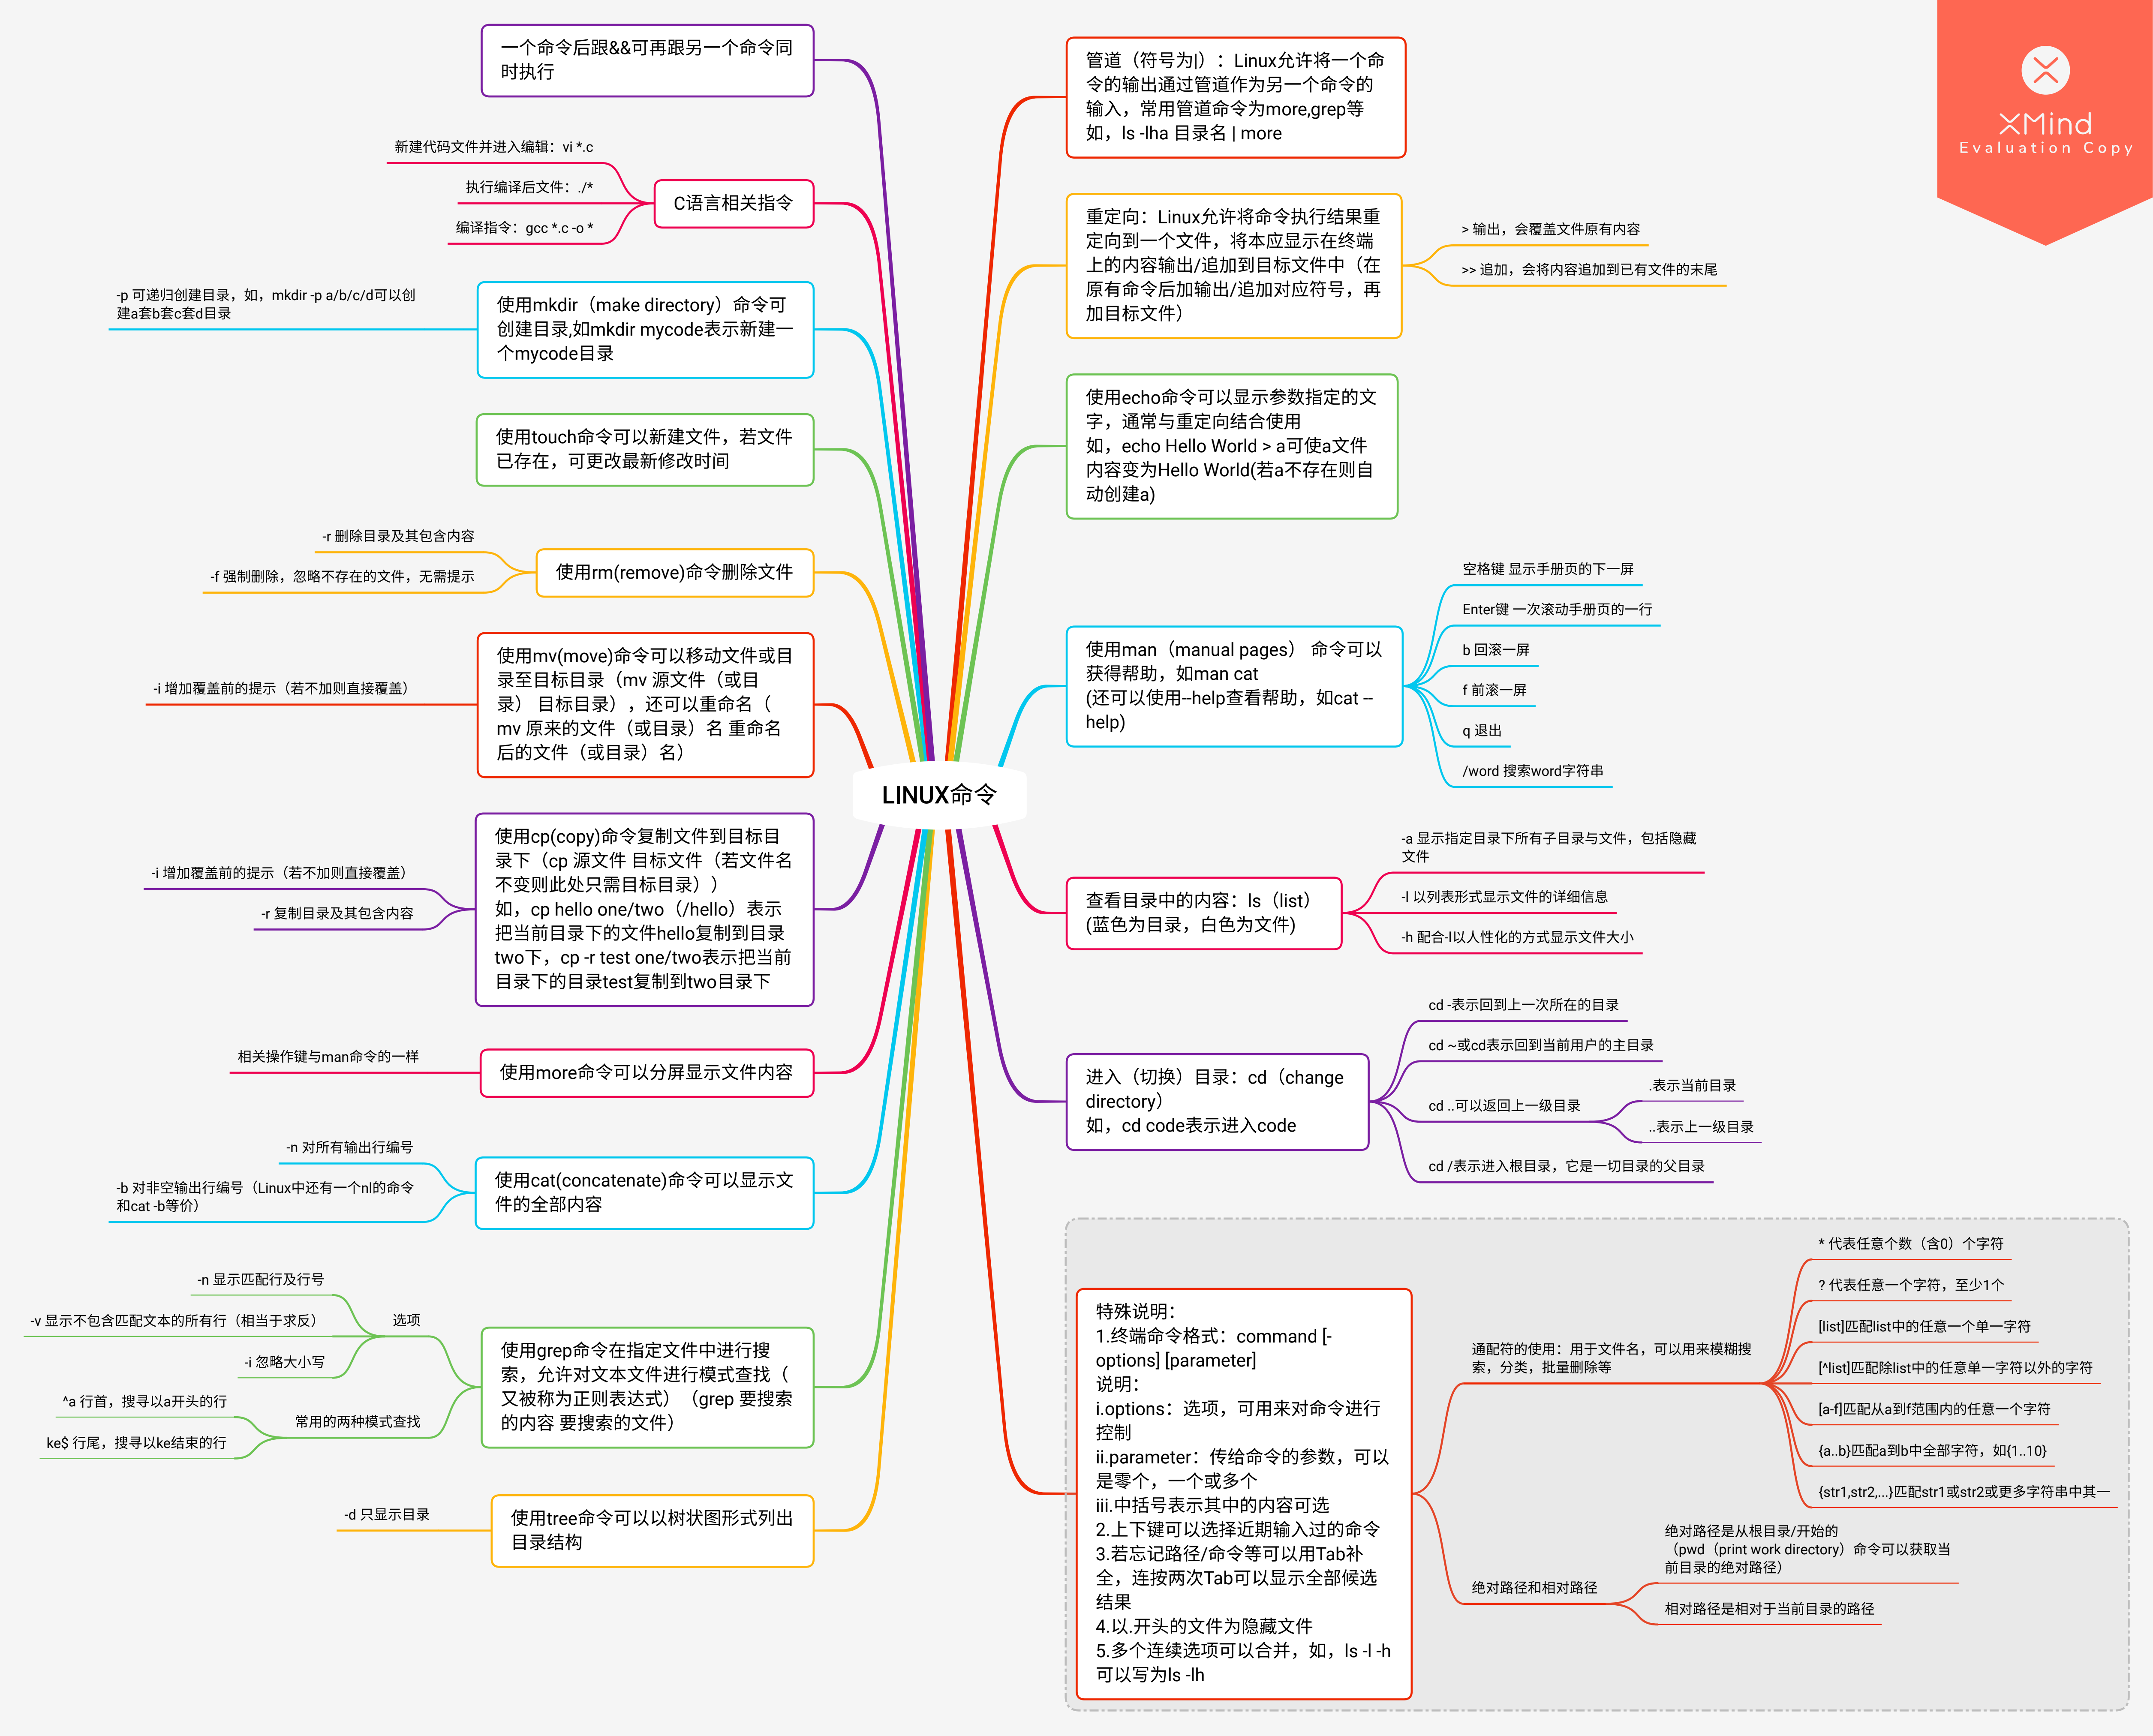 LINUX命令
管道（符号为|）：Linux允许将一个命
令的输出通过管道作为另一个命令的
输入，常用管道命令为more,grep等
如，ls -lha 目录名 | more
重定向：Linux允许将命令执行结果重
定向到一个文件，将本应显示在终端
上的内容输出/追加到目标文件中（在
原有命令后加输出/追加对应符号，再
加目标文件）
> 输出，会覆盖文件原有内容
>> 追加，会将内容追加到已有文件的末尾
使用echo命令可以显示参数指定的文
字，通常与重定向结合使用
如，echo Hello World > a可使a文件
内容变为Hello World(若a不存在则自
动创建a)
使用man（manual pages） 命令可以
获得帮助，如man cat
(还可以使用--help查看帮助，如cat --
help)
空格键 显示手册页的下一屏
Enter键 一次滚动手册页的一行
b 回滚一屏
f 前滚一屏
q 退出
/word 搜索word字符串
查看目录中的内容：ls（list）
(蓝色为目录，白色为文件)
-a 显示指定目录下所有子目录与文件，包括隐藏
文件
-l 以列表形式显示文件的详细信息
-h 配合-l以人性化的方式显示文件大小
进入（切换）目录：cd（change
directory）
如，cd code表示进入code
cd -表示回到上一次所在的目录
cd ~或cd表示回到当前用户的主目录
cd ..可以返回上一级目录
.表示当前目录
..表示上一级目录
cd /表示进入根目录，它是一切目录的父目录
特殊说明：
1.终端命令格式：command [-
options] [parameter]
说明：
i.options：选项，可用来对命令进行
控制
ii.parameter：传给命令的参数，可以
是零个，一个或多个
iii.中括号表示其中的内容可选
2.上下键可以选择近期输入过的命令
3.若忘记路径/命令等可以用Tab补
全，连按两次Tab可以显示全部候选
结果
4.以.开头的文件为隐藏文件
5.多个连续选项可以合并，如，ls -l -h
可以写为ls -lh
通配符的使用：用于文件名，可以用来模糊搜
索，分类，批量删除等
* 代表任意个数（含0）个字符
? 代表任意一个字符，至少1个
[list]匹配list中的任意一个单一字符
[^list]匹配除list中的任意单一字符以外的字符
[a-f]匹配从a到f范围内的任意一个字符
{a..b}匹配a到b中全部字符，如{1..10}
{str1,str2,...}匹配str1或str2或更多字符串中其一
绝对路径和相对路径
绝对路径是从根目录/开始的
（pwd（print work directory）命令可以获取当
前目录的绝对路径）
相对路径是相对于当前目录的路径
一个命令后跟&&可再跟另一个命令同
时执行
C语言相关指令
新建代码文件并进入编辑：vi *.c
执行编译后文件：./*
编译指令：gcc *.c -o *
使用mkdir（make directory）命令可
创建目录,如mkdir mycode表示新建一
个mycode目录
-p 可递归创建目录，如，mkdir -p a/b/c/d可以创
建a套b套c套d目录
使用touch命令可以新建文件，若文件
已存在，可更改最新修改时间
使用rm(remove)命令删除文件
-r 删除目录及其包含内容
-f 强制删除，忽略不存在的文件，无需提示
使用mv(move)命令可以移动文件或目
录至目标目录（mv 源文件（或目
录） 目标目录），还可以重命名（
mv 原来的文件（或目录）名 重命名
后的文件（或目录）名）
-i 增加覆盖前的提示（若不加则直接覆盖）
使用cp(copy)命令复制文件到目标目
录下（cp 源文件 目标文件（若文件名
不变则此处只需目标目录））
如，cp hello one/two（/hello）表示
把当前目录下的文件hello复制到目录
two下，cp -r test one/two表示把当前
目录下的目录test复制到two目录下
-i 增加覆盖前的提示（若不加则直接覆盖）
-r 复制目录及其包含内容
使用more命令可以分屏显示文件内容
相关操作键与man命令的一样
使用cat(concatenate)命令可以显示文
件的全部内容
-n 对所有输出行编号
-b 对非空输出行编号（Linux中还有一个nl的命令
和cat -b等价）
使用grep命令在指定文件中进行搜
索，允许对文本文件进行模式查找（
又被称为正则表达式）（grep 要搜索
的内容 要搜索的文件）
选项
-n 显示匹配行及行号
-v 显示不包含匹配文本的所有行（相当于求反）
-i 忽略大小写
常用的两种模式查找
^a 行首，搜寻以a开头的行
ke$ 行尾，搜寻以ke结束的行
使用tree命令可以以树状图形式列出
目录结构
-d 只显示目录
XMind
Evaluation Copy